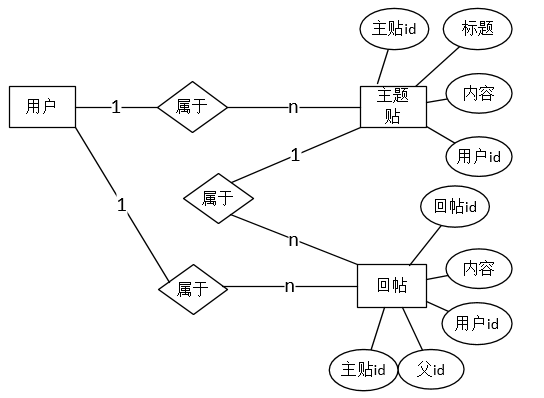 主贴id
标题
用户
1
属于
n
主题
贴
内容
用户id
1
属于
n
回帖id
1
属于
n
回帖
内容
用户id
主贴id
父id